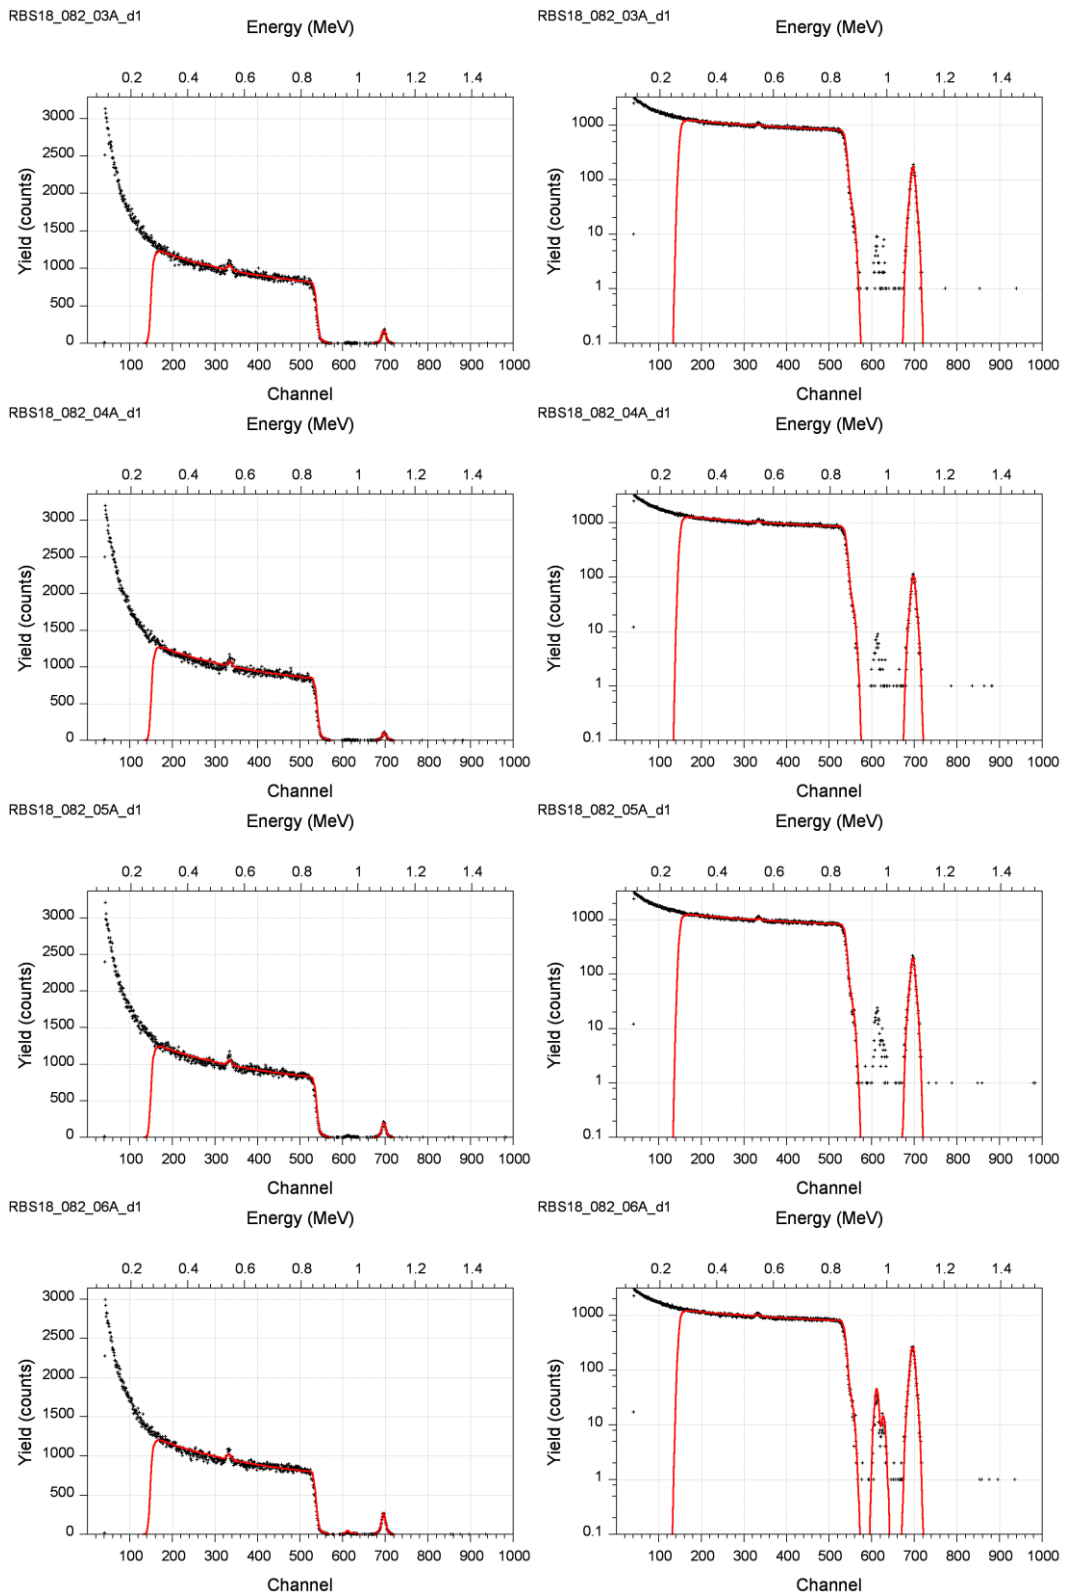 RBS18_082_03A_d1
Energy (MeV)
0.2 0.4 0.6 0.8 1 1.2 1.4
3000
2500
2000
1500
1000
500
0
Yield (counts)
100 200 300 400 500 600 700 800 900 1000
Channel
RBS18_082_03A_d1
Energy (MeV)
0.2 0.4 0.6 0.8 1 1.2 1.4
1000
100
10
1
0.1
Yield (counts)
100 200 300 400 500 600 700 800 900 1000
Channel
RBS18_082_04A_d1
Energy (MeV)
0.2 0.4 0.6 0.8 1 1.2 1.4
3000
2500
2000
1500
1000
500
0
Yield (counts)
100 200 300 400 500 600 700 800 900 1000
Channel
RBS18_082_04A_d1
Energy (MeV)
0.2 0.4 0.6 0.8 1 1.2 1.4
1000
100
10
1
0.1
Yield (counts)
100 200 300 400 500 600 700 800 900 1000
Channel
RBS18_082_05A_d1
Energy (MeV)
0.2 0.4 0.6 0.8 1 1.2 1.4
3000
2500
2000
1500
1000
500
0
Yield (counts)
100 200 300 400 500 600 700 800 900 1000
Channel
RBS18_082_05A_d1
Energy (MeV)
0.2 0.4 0.6 0.8 1 1.2 1.4
1000
100
10
1
0.1
Yield (counts)
100 200 300 400 500 600 700 800 900 1000
Channel
RBS18_082_06A_d1
Energy (MeV)
0.2 0.4 0.6 0.8 1 1.2 1.4
3000
2500
2000
1500
1000
500
0
Yield (counts)
100 200 300 400 500 600 700 800 900 1000
Channel
RBS18_082_06A_d1
Energy (MeV)
0.2 0.4 0.6 0.8 1 1.2 1.4
1000
100
10
1
0.1
Yield (counts)
100 200 300 400 500 600 700 800 900 1000
Channel